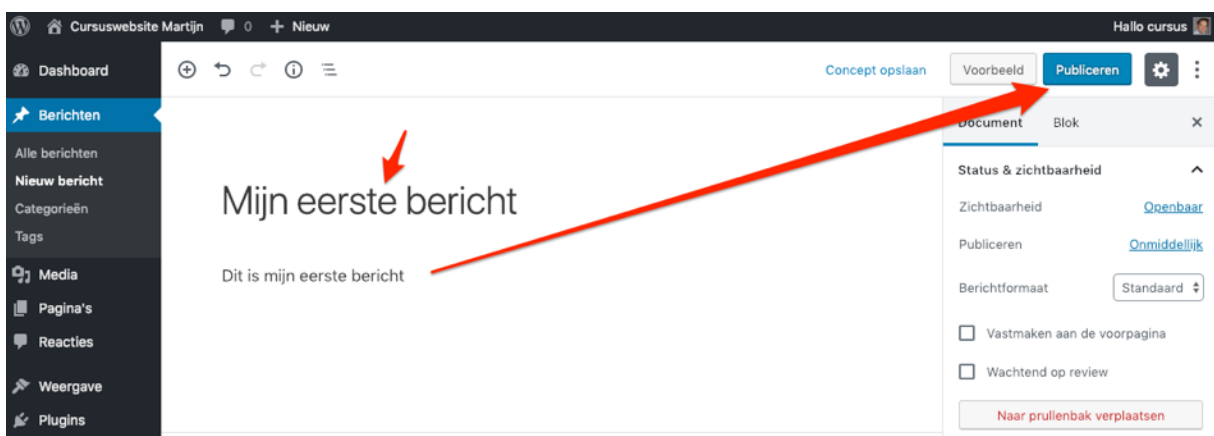 Cursuswebsite Martijn 0 + Nieuw Hallo cursus
Dashboard
Concept opslaan Voorbeeld Publiceren
Berichten
Alle berichten
Nieuw bericht
Categorieën
Tags
Media
Pagina's
Reacties
Weergave
Plugins
Mijn eerste bericht
Dit is mijn eerste bericht
Document Blok
Status & zichtbaarheid
Zichtbaarheid Openbaar
Publiceren Onmiddellijk
Berichtformaat Standaard
Vastmaken aan de voorpagina
Wachtend op review
Naar prullenbak verplaatsen